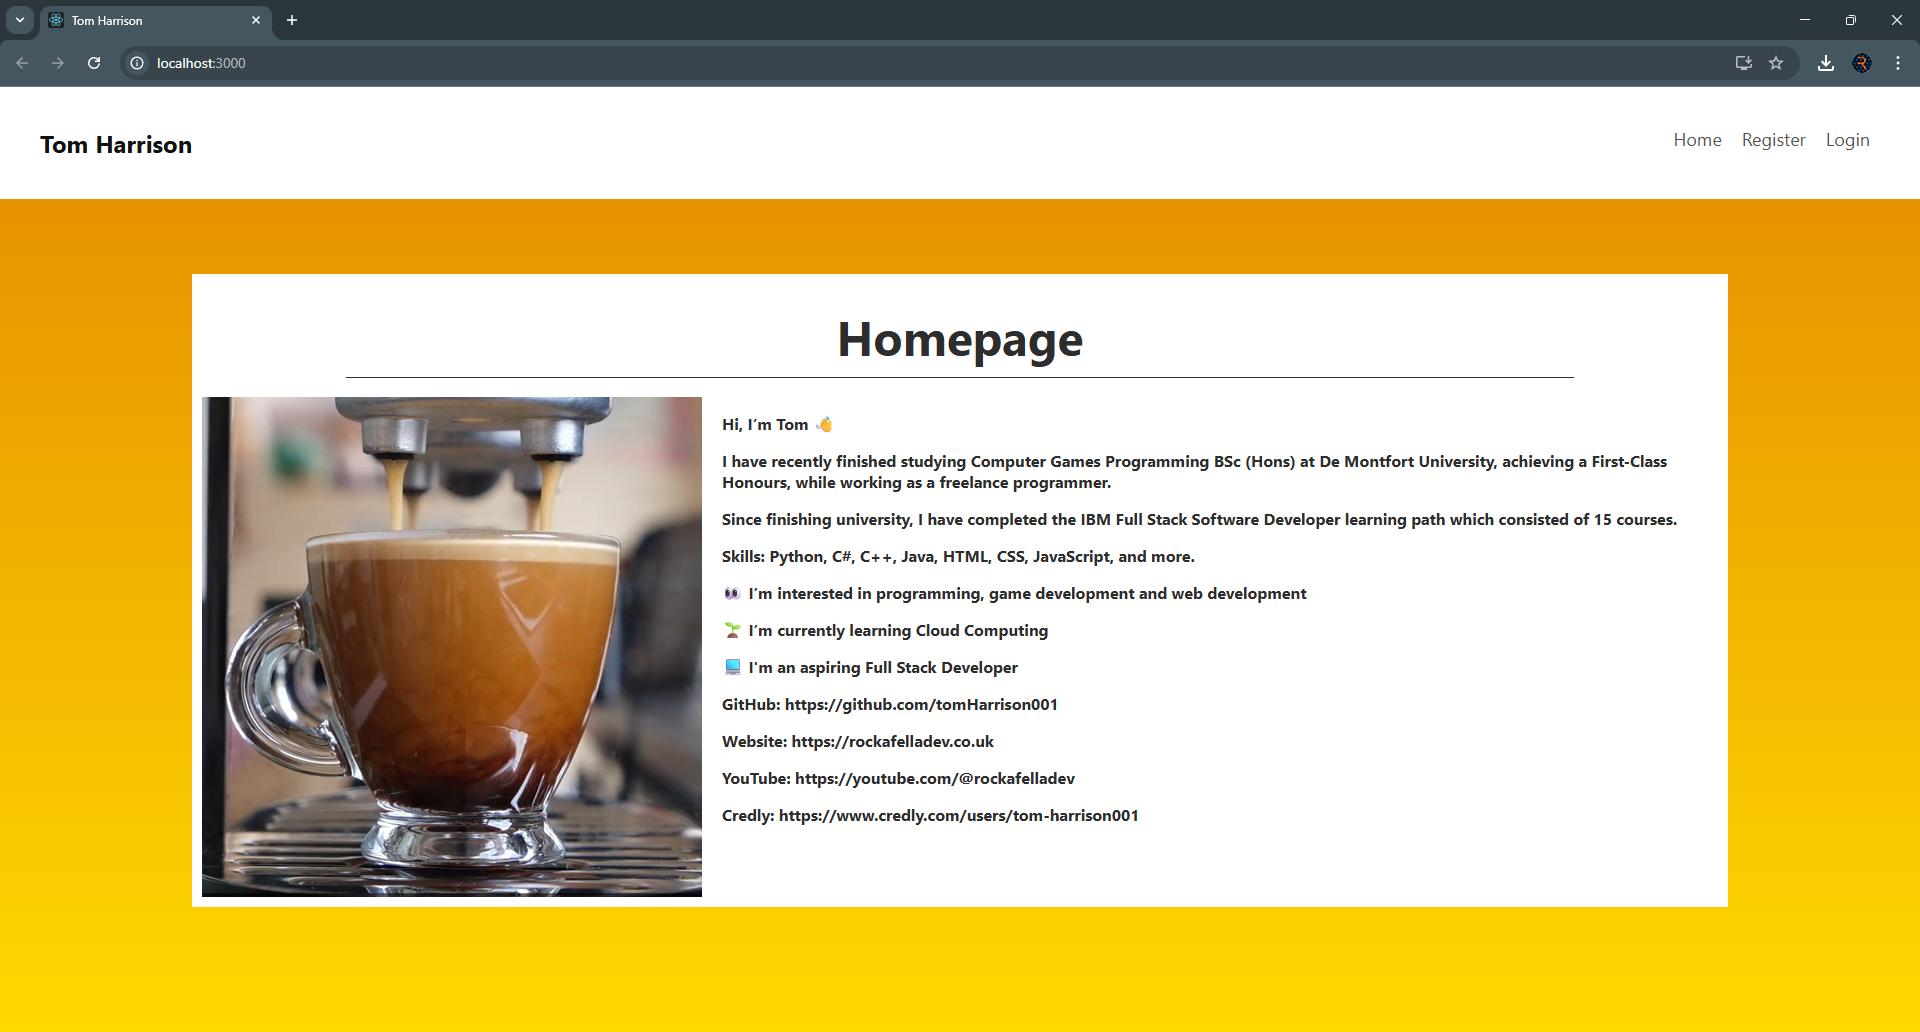 Tom Harrison
localhost:3000
Tom Harrison
Home Register Login
Homepage
Hi, I’m Tom 👋
I have recently finished studying Computer Games Programming BSc (Hons) at De Montfort University, achieving a First-Class
Honours, while working as a freelance programmer.
Since finishing university, I have completed the IBM Full Stack Software Developer learning path which consisted of 15 courses.
Skills: Python, C#, C++, Java, HTML, CSS, JavaScript, and more.
👀 I’m interested in programming, game development and web development
🌱 I’m currently learning Cloud Computing
💻 I'm an aspiring Full Stack Developer
GitHub: https://github.com/tomHarrison001
Website: https://rockafelladev.co.uk
YouTube: https://youtube.com/@rockafelladev
Credly: https://www.credly.com/users/tom-harrison001